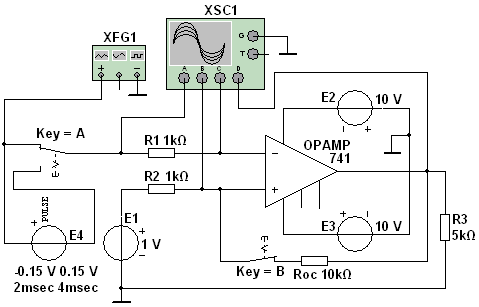 XSC1
XFG1
G
T
A B C D
E2 10 V
Key = A
R1 1kΩ
OPAMP
741
R2 1kΩ
PULSE
E1
1 V
E4
E3 10 V
R3
5kΩ
-0.15 V 0.15 V
2msec 4msec
Key = B
Roc 10kΩ